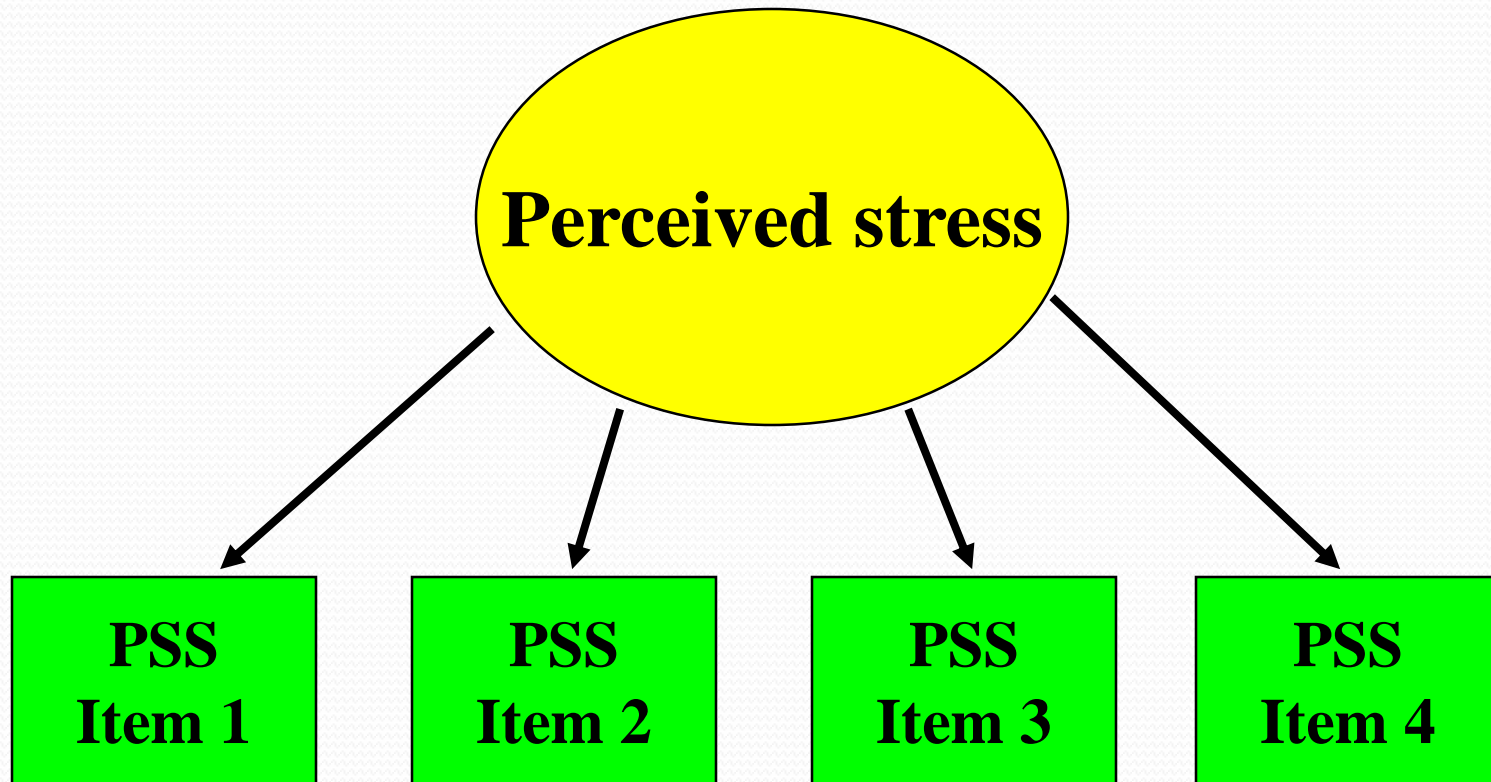 Perceived stress
PSS
Item 1
PSS
Item 2
PSS
Item 3
PSS
Item 4